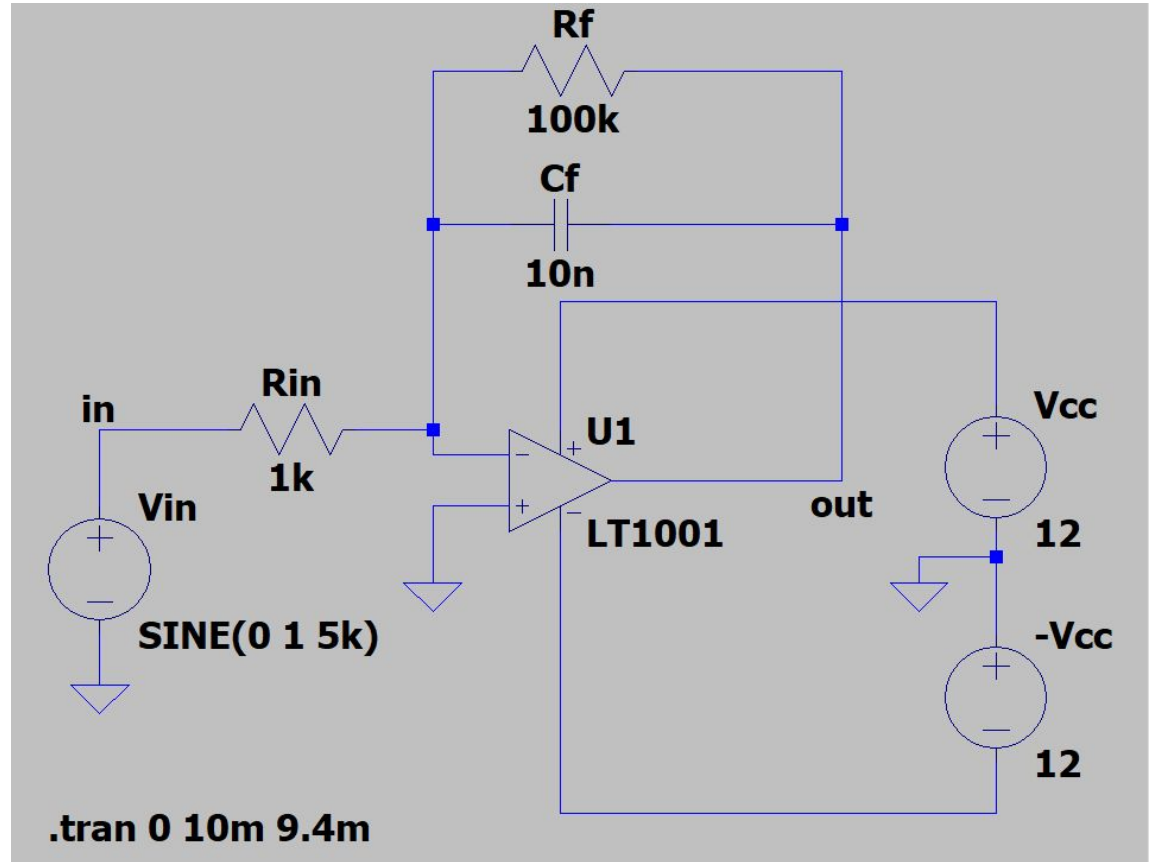 Rf
100k
Cf
10n
in
Rin
1k
Vin
SINE(0 1 5k)
U1
LT1001
out
Vcc
12
-Vcc
12
.tran 0 10m 9.4m